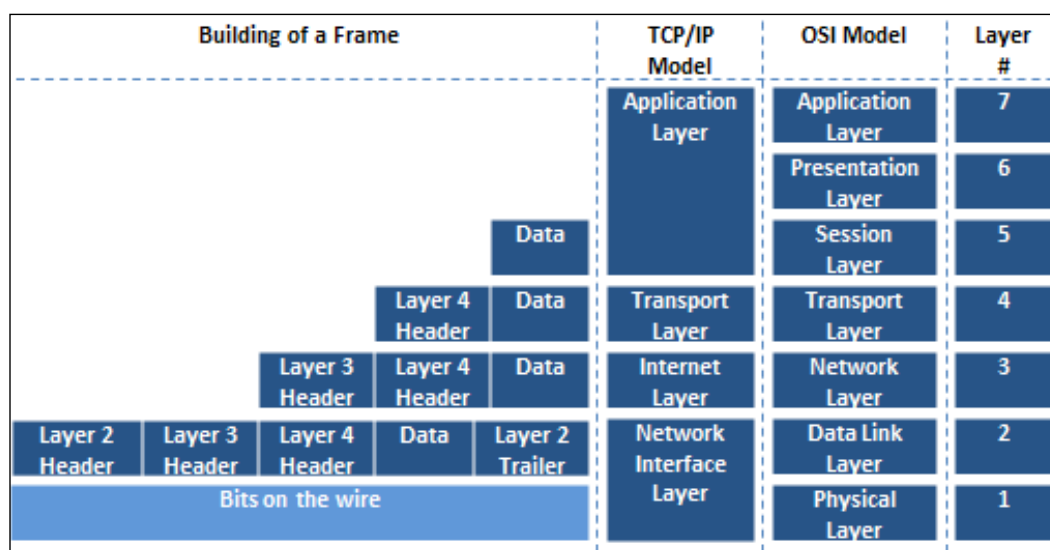 Building of a Frame TCP/IP OSI Model Layer
Model #
Application Application 7
Layer Layer
Presentation 6
Layer
Data Session 5
Layer
Layer 4 Data Transport Transport 4
Header Layer Layer
Layer 3 Layer 4 Data Internet Network 3
Header Header Layer Layer
Layer 2 Layer 3 Layer 4 Data Layer 2 Network Data Link 2
Header Header Header Trailer Interface Layer
Bits on the wire Layer Physical 1
Layer